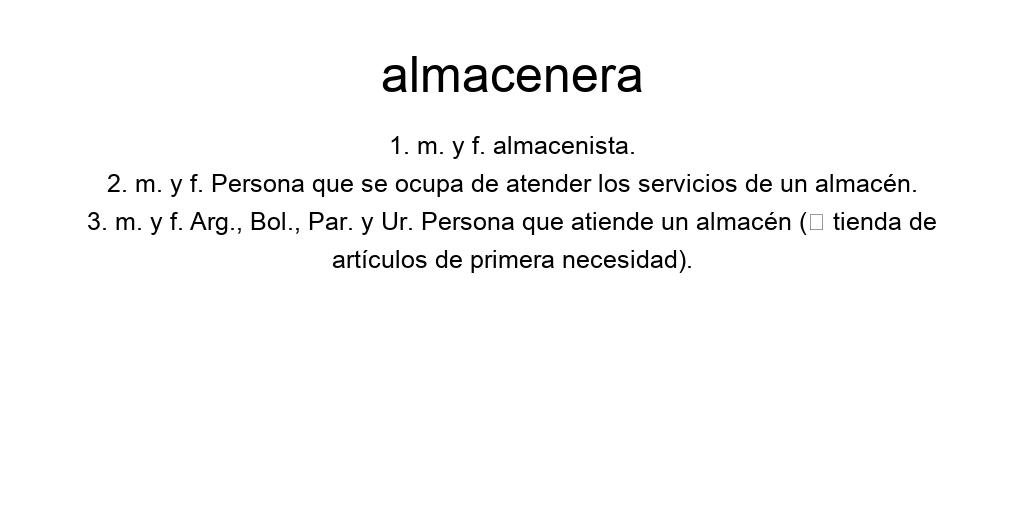 almacenera
1. m. y f. almacenista.
2. m. y f. Persona que se ocupa de atender los servicios de un almacén.
3. m. y f. Arg., Bol., Par. y Ur. Persona que atiende un almacén (□ tienda de
artículos de primera necesidad).